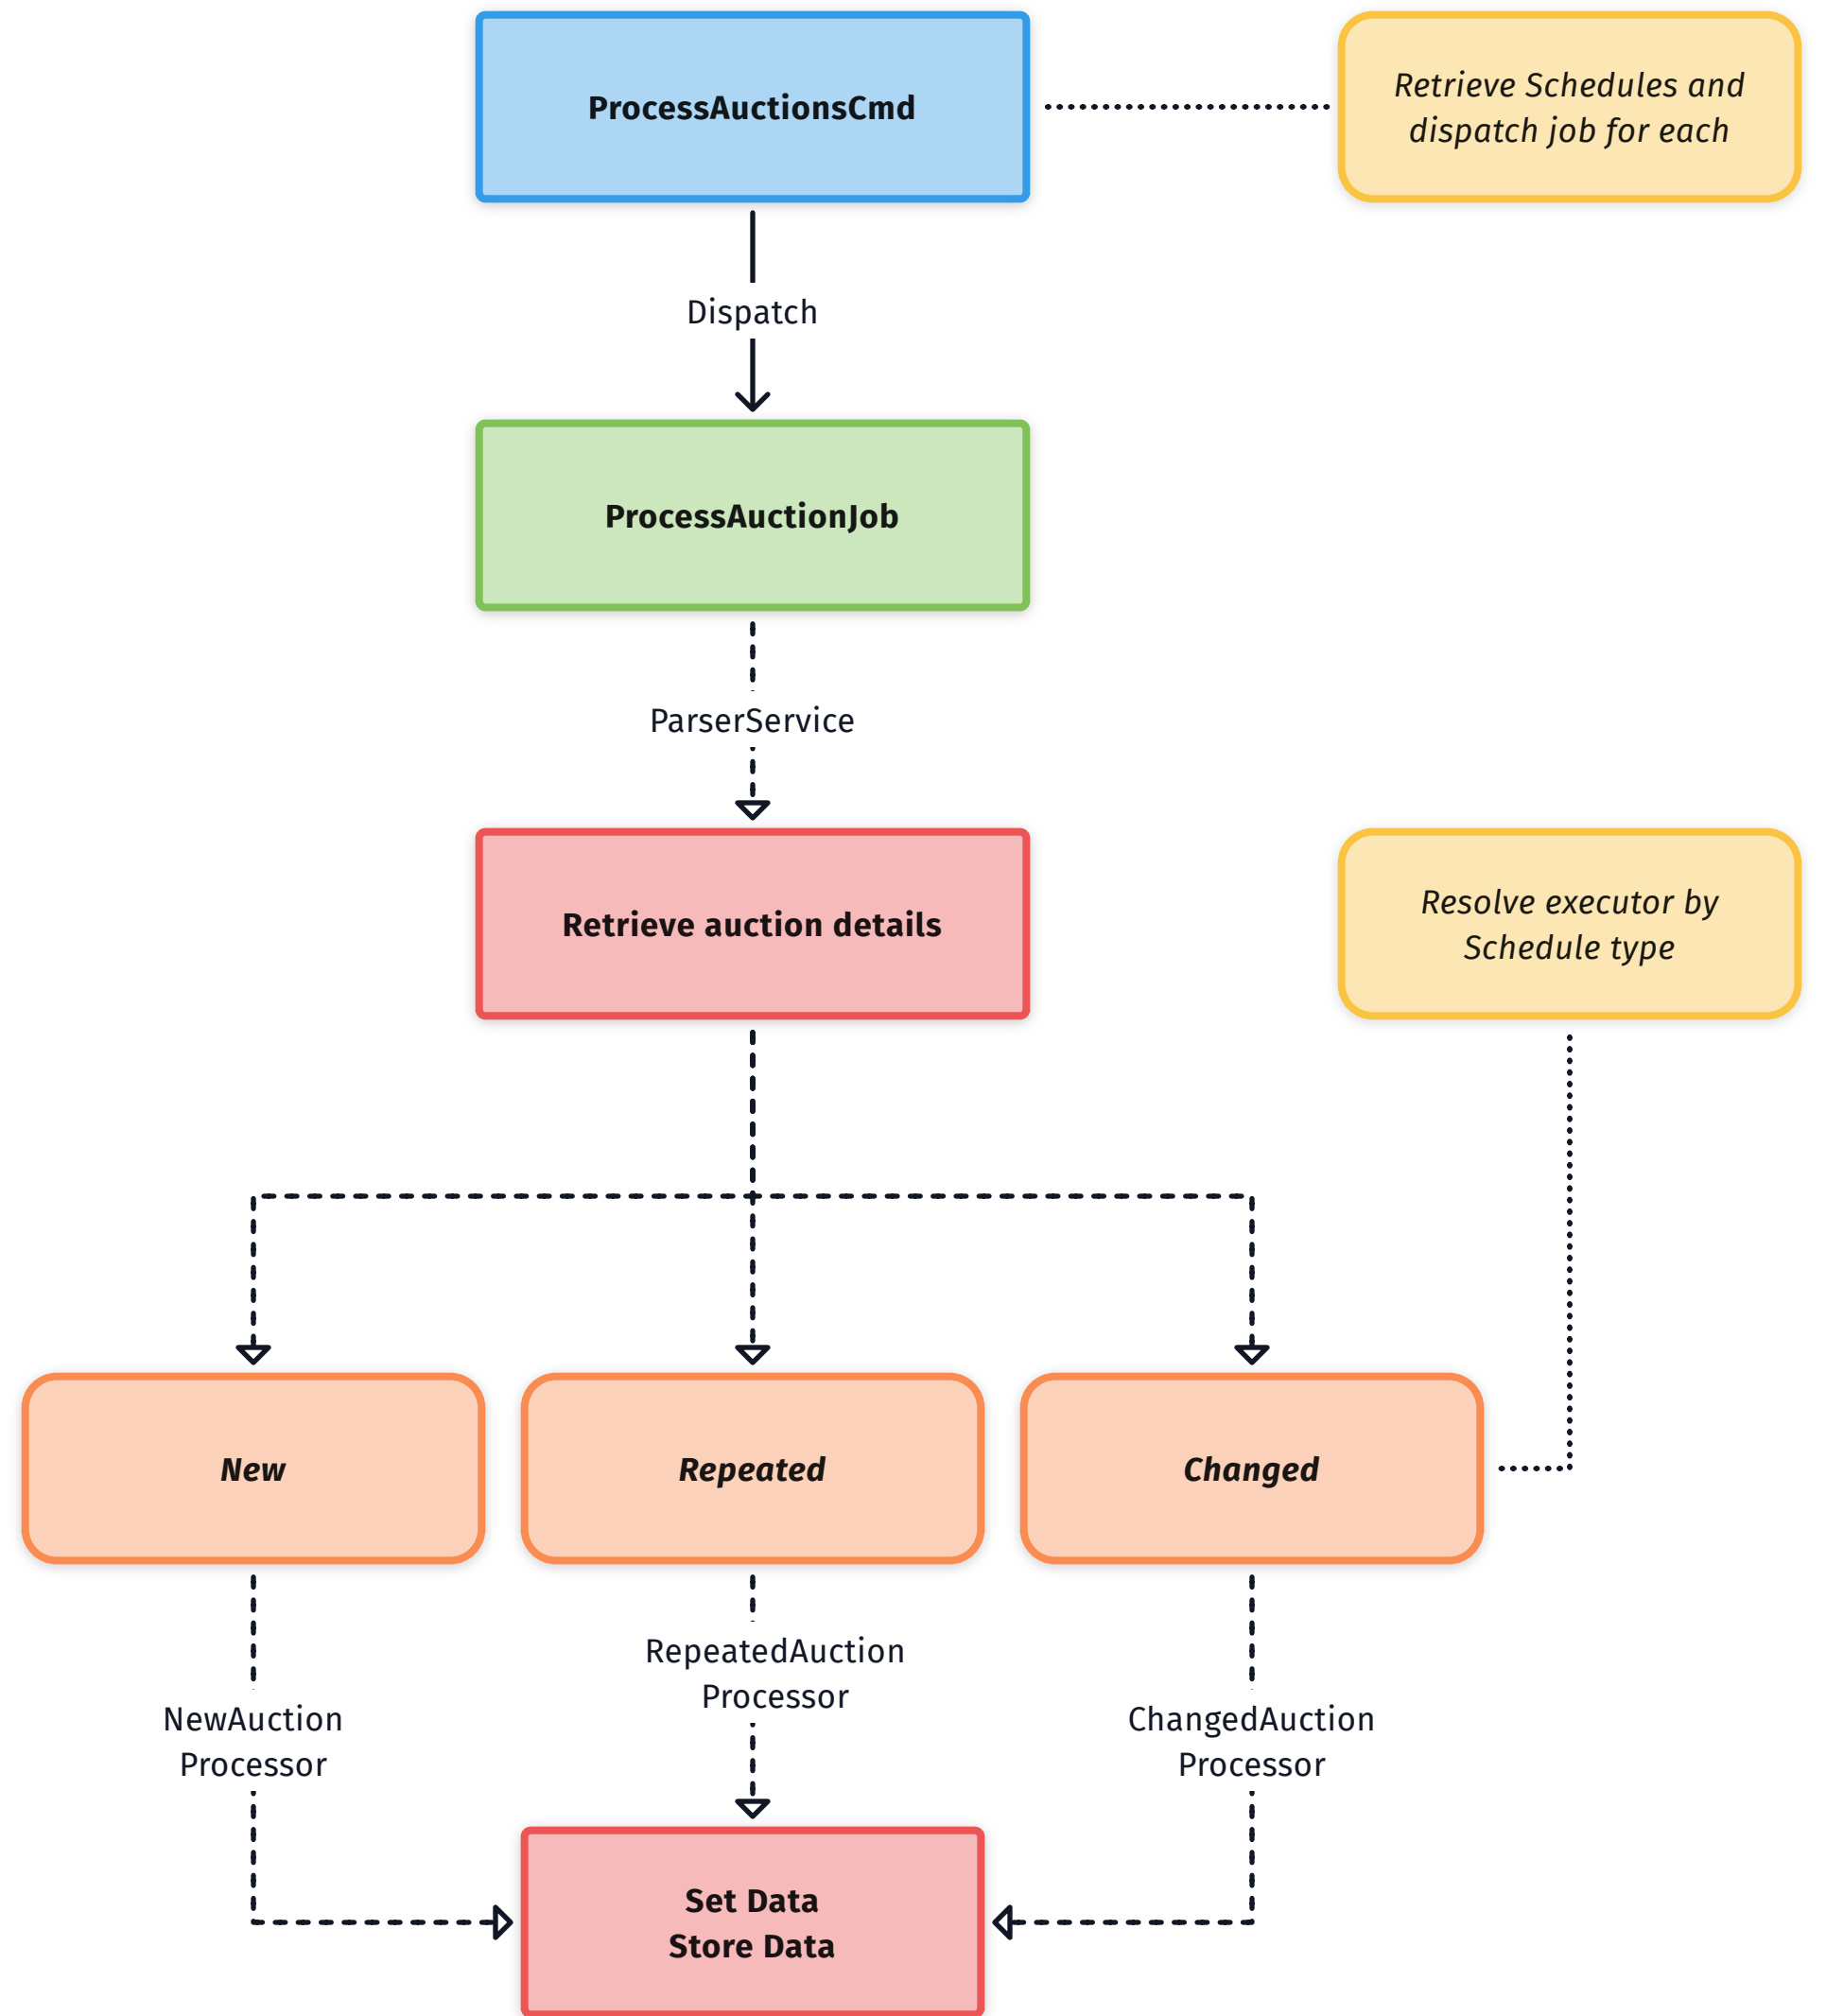 ProcessAuctionsCmd
Retrieve Schedules and
dispatch job for each
Dispatch
ProcessAuctionJob
ParserService
Retrieve auction details
Resolve executor by
Schedule type
New
Repeated
Changed
NewAuction
Processor
RepeatedAuction
Processor
ChangedAuction
Processor
Set Data
Store Data